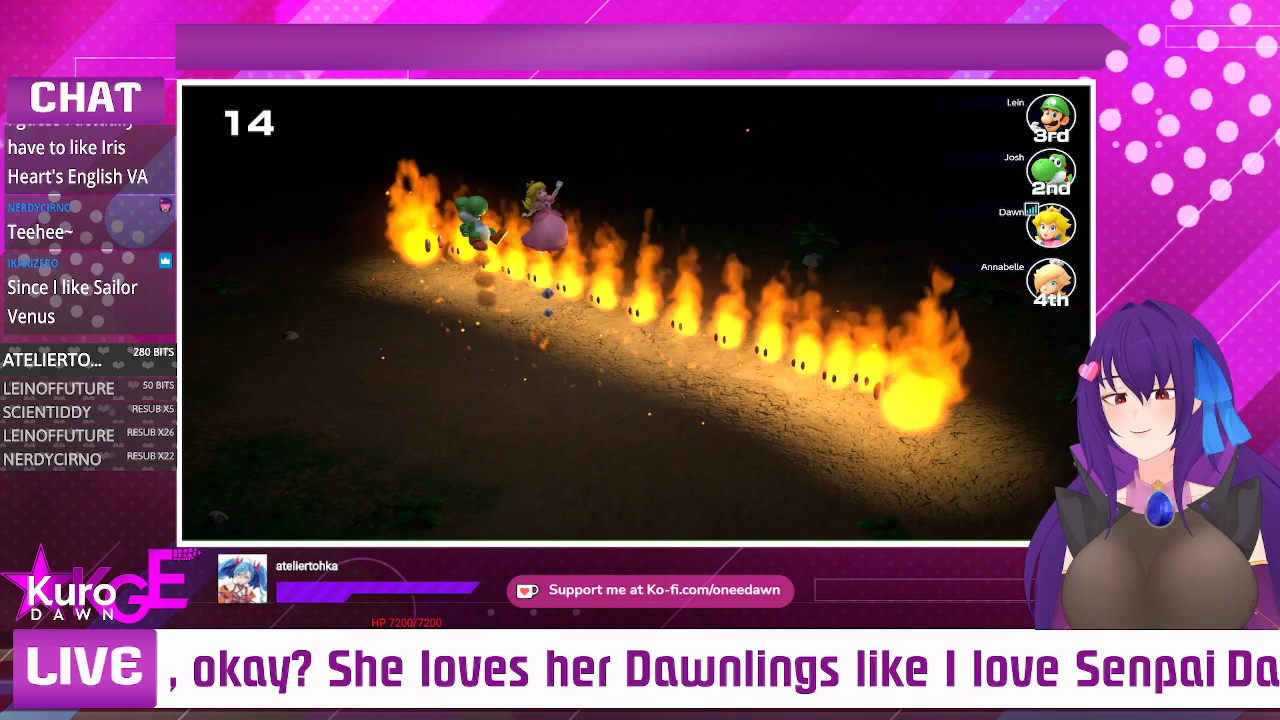 CHAT
have to like Iris
Heart's English VA
NERDYCIRNO
Teehee~
IKARIZERO
Since I like Sailor
Venus
ATELIERTO... 280 BITS
LEINOFFUTURE 50 BITS
SCIENTIDDY RESUB X5
LEINOFFUTURE RESUB X26
NERDYCIRNO RESUB X22
14
Lein
3rd
Josh
2nd
Dawn
Annabelle
4th
Kuro
DAWN
ateliertohka
HP 7200/7200
Support me at Ko-fi.com/oneedawn
LIVE
, okay? She loves her Dawnlings like I love Senpai Da